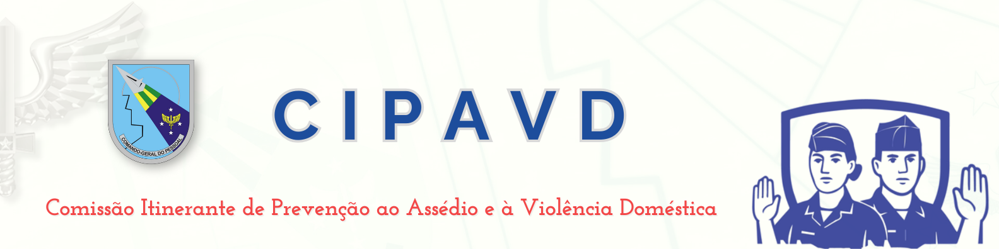 CIPAVD
COMANDO-GERAL DO PESSOAL
Comissão Itinerante de Prevenção ao Assédio e à Violência Doméstica